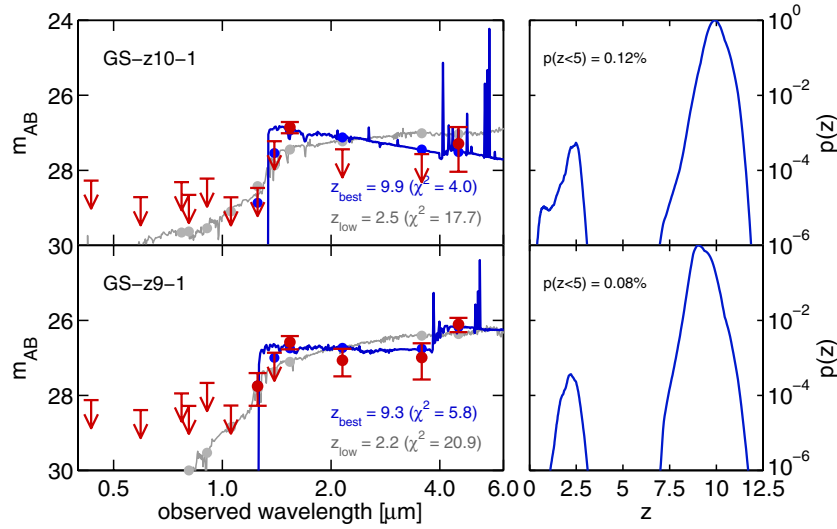 GS-z10-1
z_best = 9.9 (χ² = 4.0)
z_low = 2.5 (χ² = 17.7)
m_AB
24
26
28
30
p(z<5) = 0.12%
10⁰
10⁻²
10⁻⁴
10⁻⁶
p(z)
GS-z9-1
z_best = 9.3 (χ² = 5.8)
z_low = 2.2 (χ² = 20.9)
m_AB
26
28
30
0.5
1.0
2.0
4.0
6.0
observed wavelength [μm]
p(z<5) = 0.08%
10⁻²
10⁻⁴
10⁻⁶
p(z)
0
2.5
5
7.5
10
12.5
z